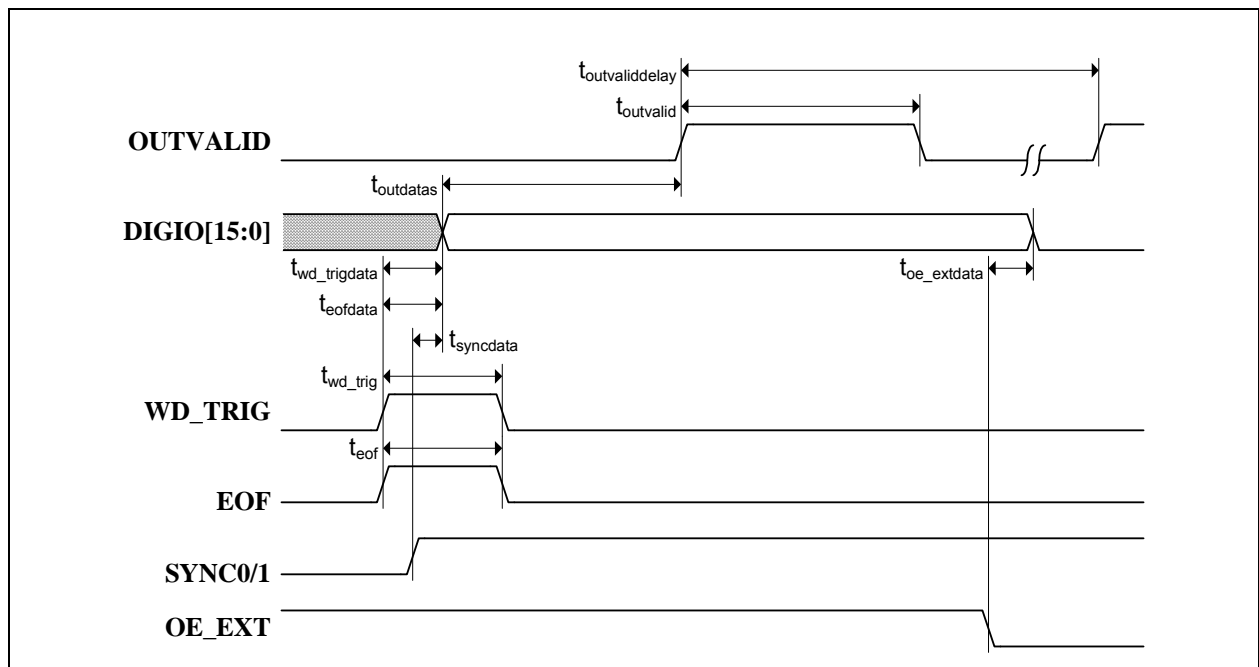 toutvaliddelay
toutvalid
OUTVALID
toutdatas
DIGIO[15:0]
twd_trigdata
toe_extdata
teofdata
tsyncdata
twd_trig
WD_TRIG
teof
EOF
SYNC0/1
OE_EXT